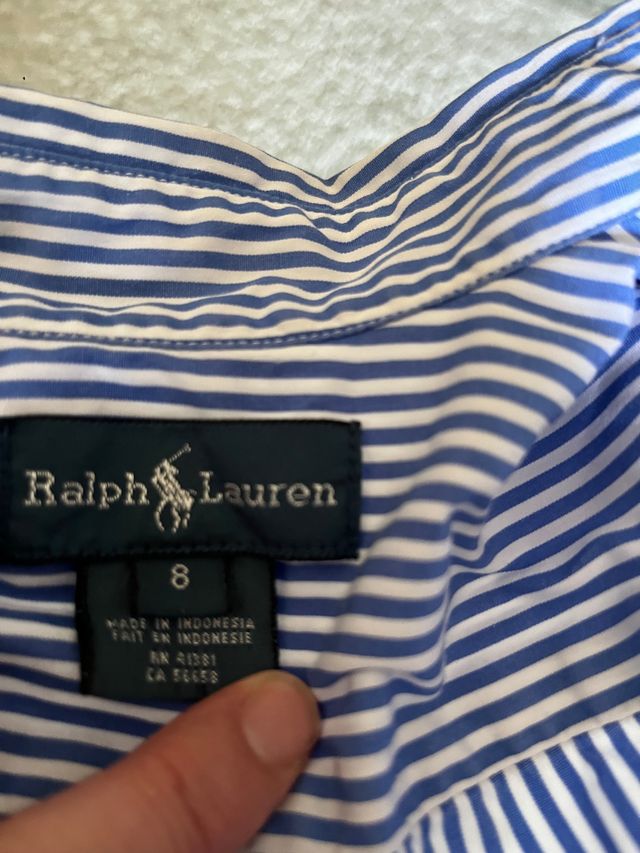 Ralph Lauren
8
MADE IN INDONESIA
FAIT EN INDONESIE
RN 41381
CA 56658